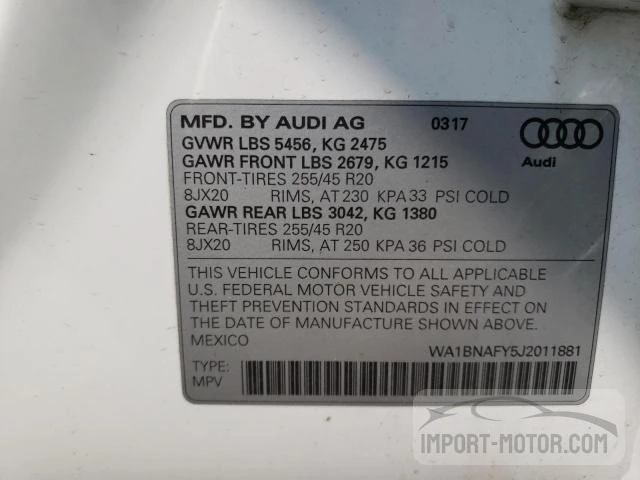 MFD. BY AUDI AG 0317
GVWR LBS 5456, KG 2475
GAWR FRONT LBS 2679, KG 1215
Audi
FRONT-TIRES 255/45 R20
8JX20 RIMS, AT 230 KPA 33 PSI COLD
GAWR REAR LBS 3042, KG 1380
REAR-TIRES 255/45 R20
8JX20 RIMS, AT 250 KPA 36 PSI COLD
THIS VEHICLE CONFORMS TO ALL APPLICABLE
U.S. FEDERAL MOTOR VEHICLE SAFETY AND
THEFT PREVENTION STANDARDS IN EFFECT ON
THE DATE OF MANUFACTURE SHOWN ABOVE.
MEXICO
WA1BNAFY5J2011881
TYPE:
MPV
IMPORT-MOTOR.COM